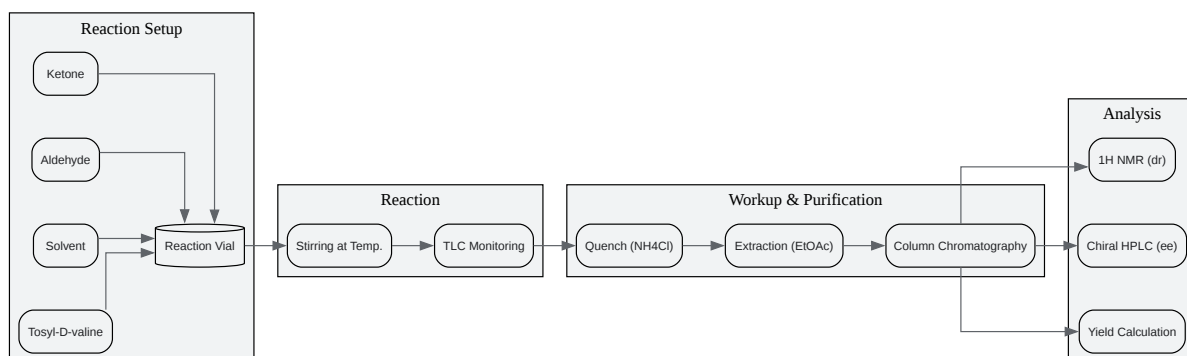 Reaction Setup
Ketone
Aldehyde
Solvent
Tosyl-D-valine
Reaction Vial
Reaction
Stirring at Temp.
TLC Monitoring
Workup & Purification
Quench (NH4Cl)
Extraction (EtOAc)
Column Chromatography
Analysis
1H NMR (dr)
Chiral HPLC (ee)
Yield Calculation